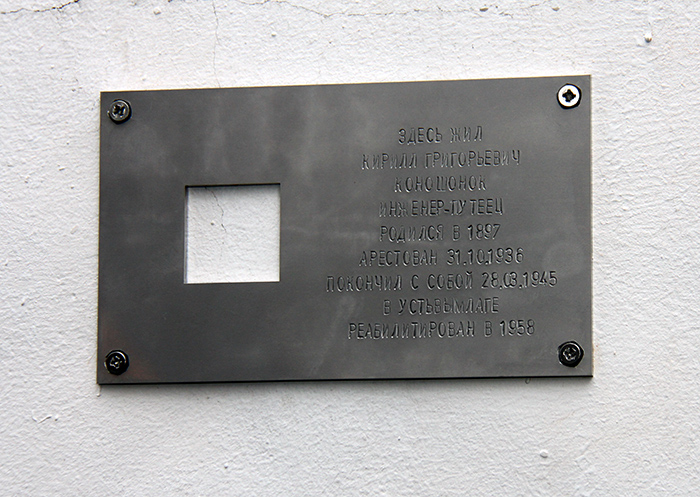 ЗДЕСЬ ЖИЛ
КИРИЛЛ ГРИГОРЬЕВИЧ
КОНОШОНОК
ИНЖЕНЕР-ПУТЕЕЦ
РОДИЛСЯ В 1897
АРЕСТОВАН 31.10.1936
ПОКОНЧИЛ С СОБОЙ 28.03.1945
В УСТЬВЫМЛАГЕ
РЕАБИЛИТИРОВАН В 1958